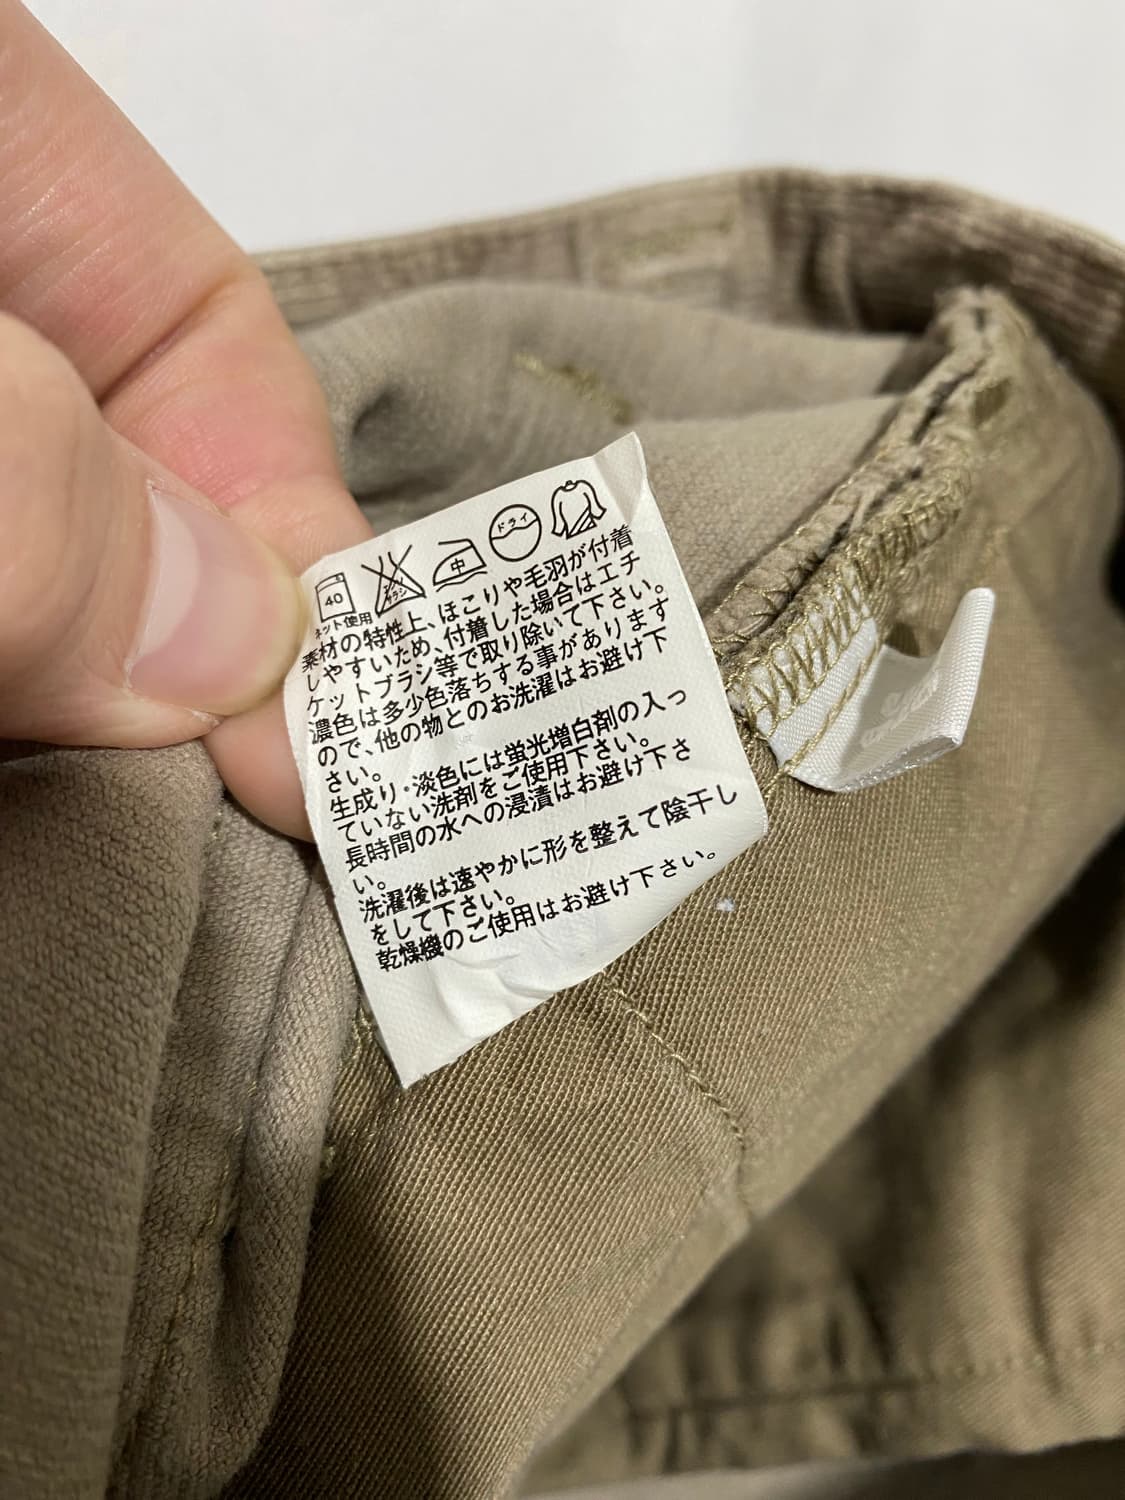 40 エンソサラシ 中 ドライ
ネット使用
素材の特性上、ほこりや毛羽が付着
しやすいため、付着した場合はエチ
ケットブラシ等で取り除いて下さい。
濃色は多少色落ちする事があります
ので、他の物とのお洗濯はお避け下
さい。
生成り・淡色には蛍光増白剤の入っ
ていない洗剤をご使用下さい。
長時間の水への浸漬はお避け下さ
い。
洗濯後は速やかに形を整えて陰干し
をして下さい。
乾燥機のご使用はお避け下さい。